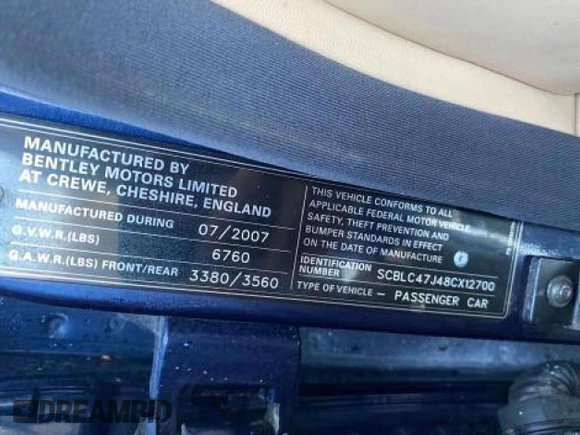 MANUFACTURED BY
BENTLEY MOTORS LIMITED
AT CREWE, CHESHIRE, ENGLAND
MANUFACTURED DURING 07/2007
G.V.W.R.(LBS) 6760
G.A.W.R.(LBS) FRONT/REAR 3380/3560
THIS VEHICLE CONFORMS TO ALL
APPLICABLE FEDERAL MOTOR VEHICLE
SAFETY, THEFT PREVENTION AND
BUMPER STANDARDS IN EFFECT
ON THE DATE OF MANUFACTURE
IDENTIFICATION NUMBER SCBLC47J48CX12700
TYPE OF VEHICLE – PASSENGER CAR
DREAMBID